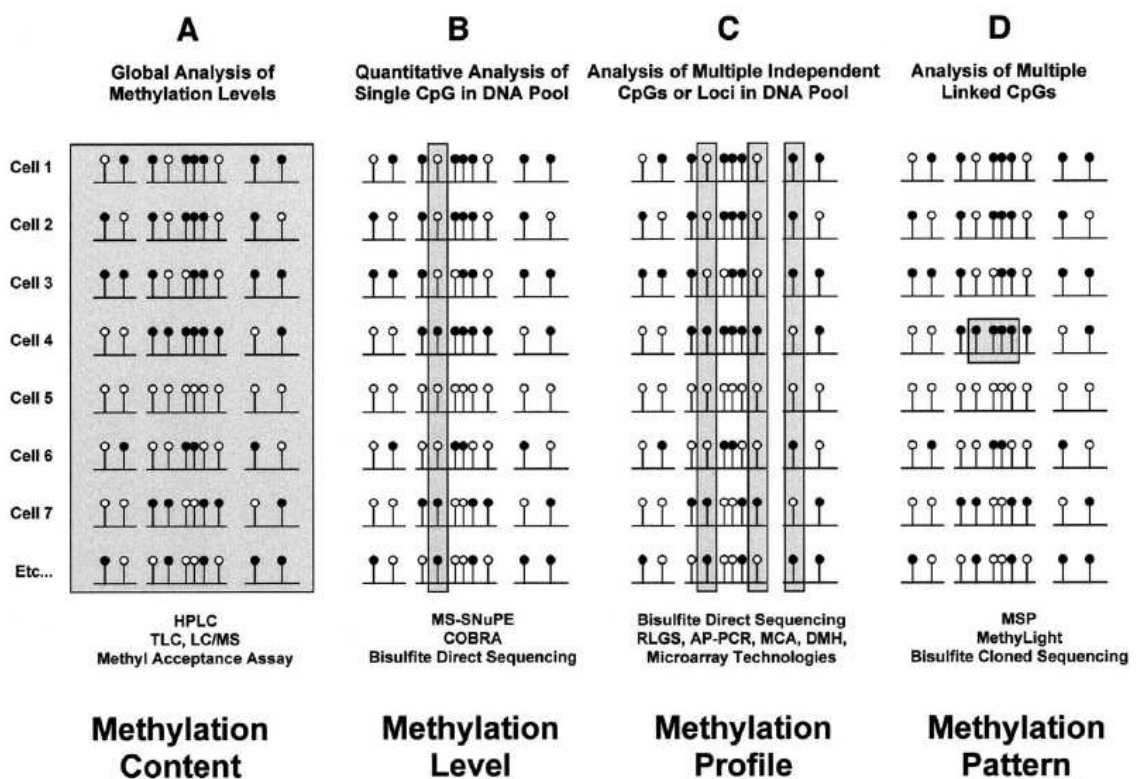 A
B
C
D
Global Analysis of
Methylation Levels
Quantitative Analysis of
Single CpG in DNA Pool
Analysis of Multiple Independent
CpGs or Loci in DNA Pool
Analysis of Multiple
Linked CpGs
Cell 1
Cell 2
Cell 3
Cell 4
Cell 5
Cell 6
Cell 7
Etc...
HPLC
TLC, LC/MS
Methyl Acceptance Assay
MS-SNuPE
COBRA
Bisulfite Direct Sequencing
Bisulfite Direct Sequencing
RLGS, AP-PCR, MCA, DMH,
Microarray Technologies
MSP
MethyLight
Bisulfite Cloned Sequencing
Methylation
Content
Methylation
Level
Methylation
Profile
Methylation
Pattern